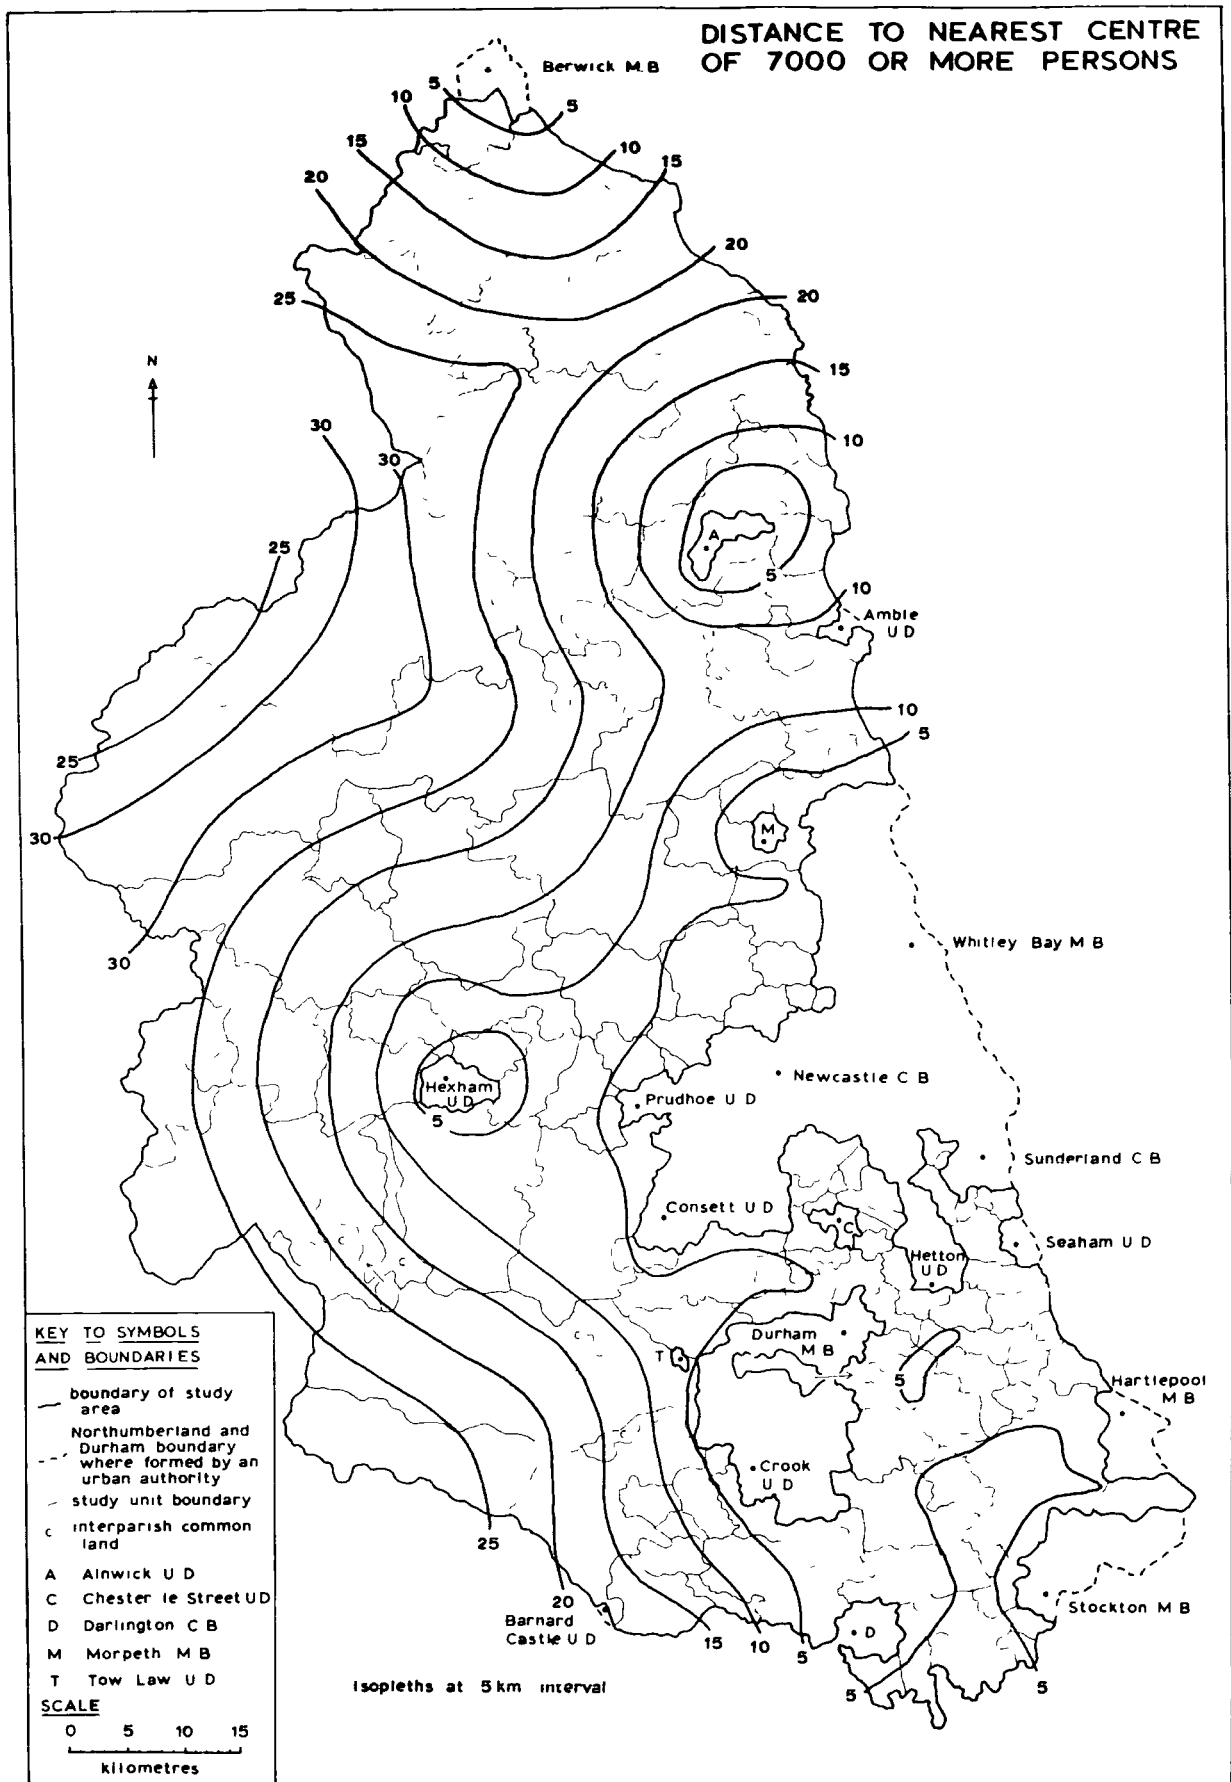 DISTANCE TO NEAREST CENTRE
OF 7000 OR MORE PERSONS
Berwick M.B
5
5
10
10
15
15
20
20
25
20
15
10
N
30
30
25
A
5
10
Amble
U D
10
5
25
30
M
30
Whitley Bay M B
Hexham
U D
5
Newcastle C B
Prudhoe U D
Sunderland C B
Consett U D
C
Seaham U D
Hetton
U D
c
c
c
Durham
M B
T
5
Hartlepool
M B
Crook
U D
25
20
Barnard
Castle U D
15
10
5
D
5
5
Stockton M B
Isopleths at 5 km interval
KEY TO SYMBOLS
AND BOUNDARIES
boundary of study
area
Northumberland and
Durham boundary
where formed by an
urban authority
study unit boundary
c interparish common
land
A Alnwick U D
C Chester le Street U D
D Darlington C B
M Morpeth M B
T Tow Law U D
SCALE
0 5 10 15
kilometres